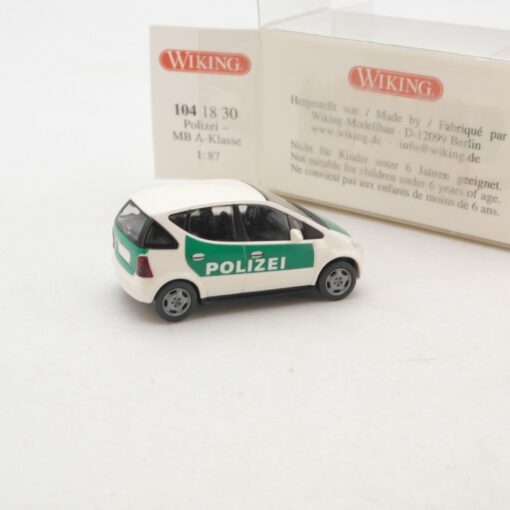 WIKING
104 18 30
Polizei –
MB A-Klasse
1:87
WIKING
Hergestellt von / Made by / Fabriqué par
Wiking-Modellbau · D-12099 Berlin
www.wiking.de · info@wiking.de
Nicht für Kinder unter 6 Jahren geeignet.
Not suitable for children under 6 years of age.
Ne convient pas aux enfants de moins de 6 ans.
POLIZEI